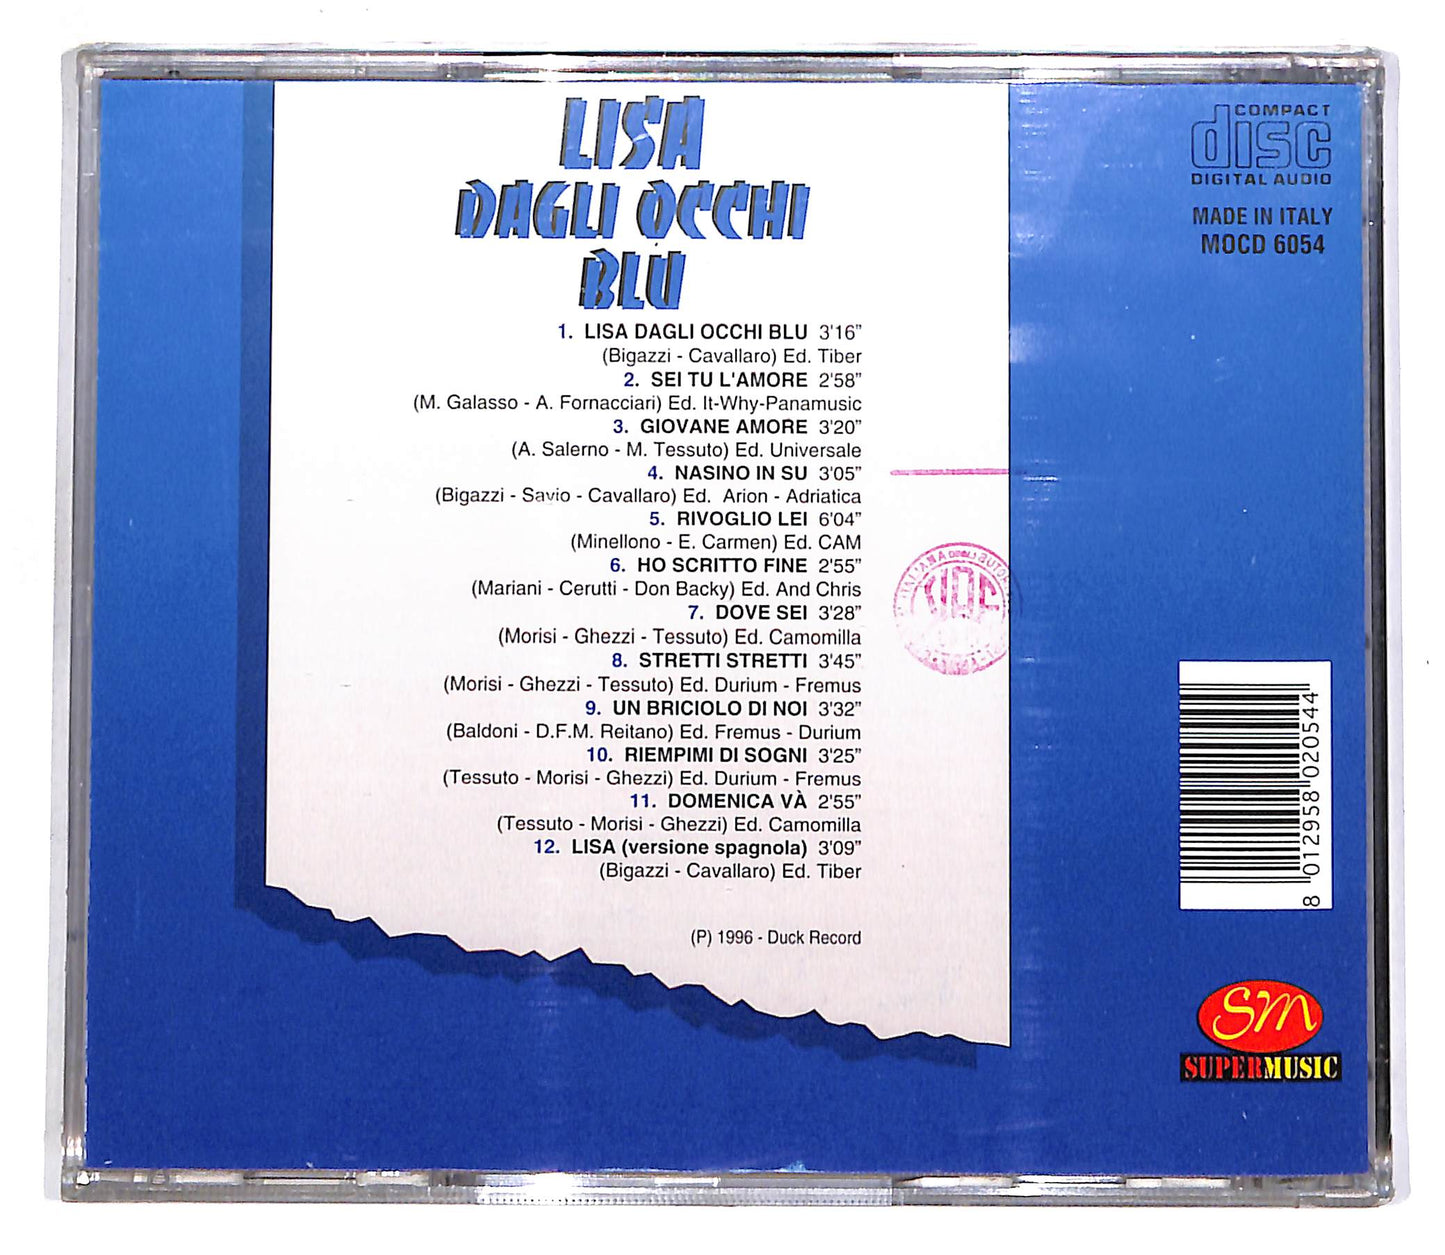 LISA
DAGLI OCCHI
BLU
1. LISA DAGLI OCCHI BLU 3'16”
(Bigazzi - Cavallaro) Ed. Tiber
2. SEI TU L'AMORE 2'58”
(M. Galasso - A. Fornacciari) Ed. It-Why-Panamusic
3. GIOVANE AMORE 3'20”
(A. Salerno - M. Tessuto) Ed. Universale
4. NASINO IN SU 3'05”
(Bigazzi - Savio - Cavallaro) Ed. Arion - Adriatica
5. RIVOGLIO LEI 6'04”
(Minellono - E. Carmen) Ed. CAM
6. HO SCRITTO FINE 2'55”
(Mariani - Cerutti - Don Backy) Ed. And Chris
7. DOVE SEI 3'28”
(Morisi - Ghezzi - Tessuto) Ed. Camomilla
8. STRETTI STRETTI 3'45”
(Morisi - Ghezzi - Tessuto) Ed. Durium - Fremus
9. UN BRICIOLO DI NOI 3'32”
(Baldoni - D.F.M. Reitano) Ed. Fremus - Durium
10. RIEMPIMI DI SOGNI 3'25”
(Tessuto - Morisi - Ghezzi) Ed. Durium - Fremus
11. DOMENICA VÀ 2'55”
(Tessuto - Morisi - Ghezzi) Ed. Camomilla
12. LISA (versione spagnola) 3'09”
(Bigazzi - Cavallaro) Ed. Tiber
(P) 1996 - Duck Record
COMPACT
disc
DIGITAL AUDIO
MADE IN ITALY
MOCD 6054
8 012958 020544
SM
SUPERMUSIC